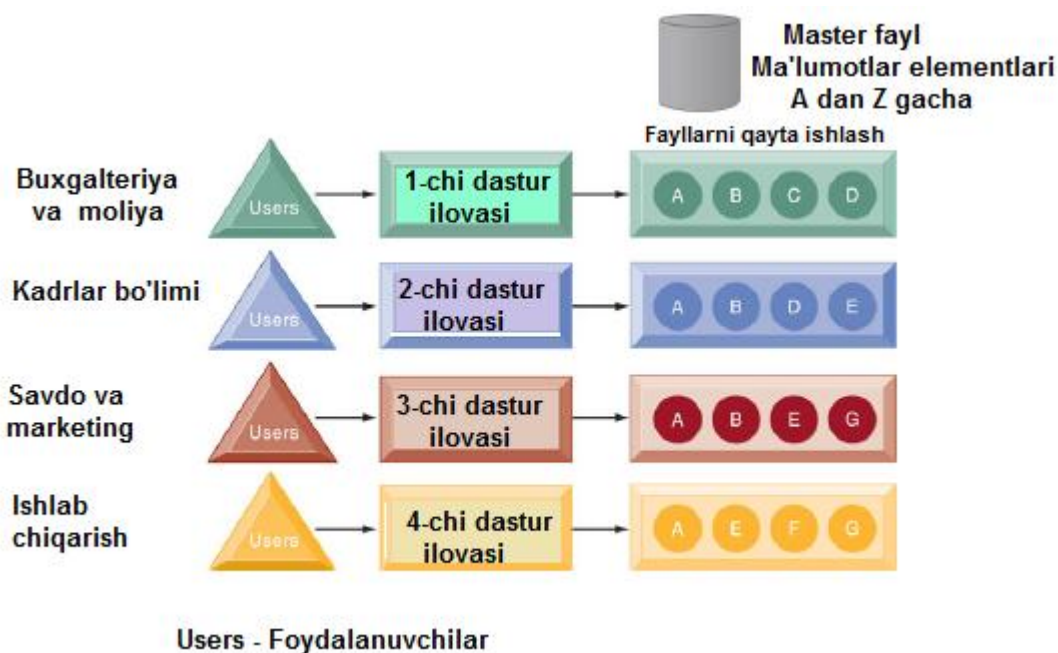 Master fayl
Ma'lumotlar elementlari
A dan Z gacha
Fayllarni qayta ishlash
Buxgalteriya
va moliya
Users
1-chi dastur
ilovasi
A B C D
Kadrlar bo'limi
Users
2-chi dastur
ilovasi
A B D E
Savdo va
marketing
Users
3-chi dastur
ilovasi
A B E G
Ishlab
chiqarish
Users
4-chi dastur
ilovasi
A E F G
Users - Foydalanuvchilar